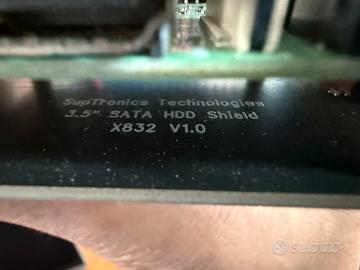 SupTronics Technologies
3.5" SATA HDD Shield
X832 V1.0
subito